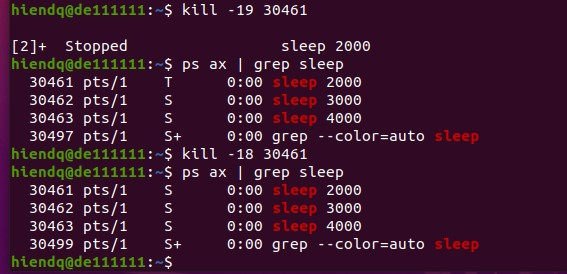 hiendq@de111111:~$ kill -19 30461

[2]+  Stopped                 sleep 2000
hiendq@de111111:~$ ps ax | grep sleep
  30461 pts/1    T      0:00 sleep 2000
  30462 pts/1    S      0:00 sleep 3000
  30463 pts/1    S      0:00 sleep 4000
  30497 pts/1    S+     0:00 grep --color=auto sleep
hiendq@de111111:~$ kill -18 30461
hiendq@de111111:~$ ps ax | grep sleep
  30461 pts/1    S      0:00 sleep 2000
  30462 pts/1    S      0:00 sleep 3000
  30463 pts/1    S      0:00 sleep 4000
  30499 pts/1    S+     0:00 grep --color=auto sleep
hiendq@de111111:~$